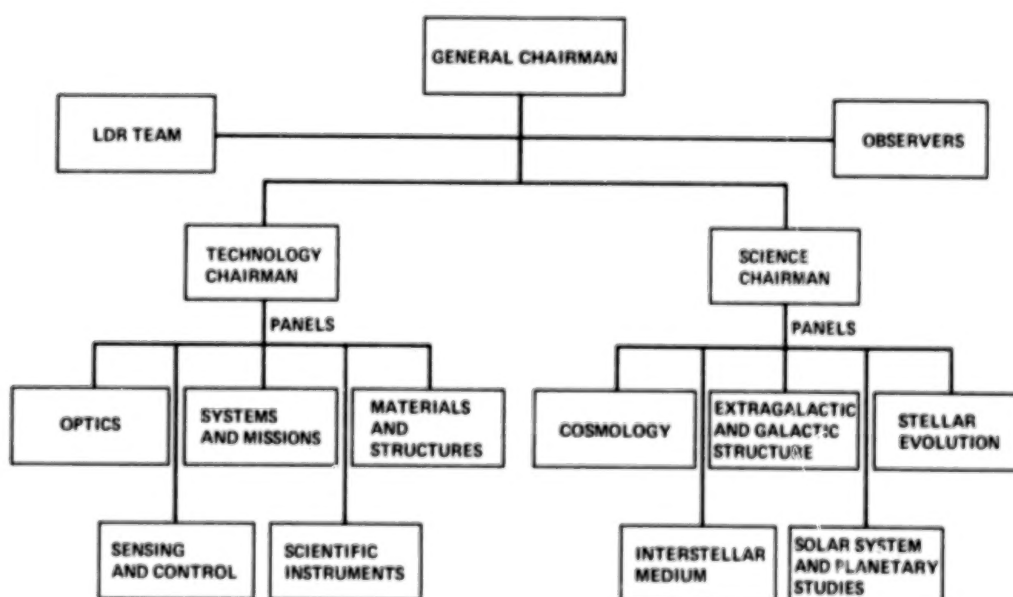 GENERAL CHAIRMAN
LDR TEAM
OBSERVERS
TECHNOLOGY
CHAIRMAN
SCIENCE
CHAIRMAN
PANELS
PANELS
OPTICS
SYSTEMS
AND MISSIONS
MATERIALS
AND
STRUCTURES
COSMOLOGY
EXTRAGALACTIC
AND GALACTIC
STRUCTURE
STELLAR
EVOLUTION
SENSING
AND CONTROL
SCIENTIFIC
INSTRUMENTS
INTERSTELLAR
MEDIUM
SOLAR SYSTEM
AND PLANETARY
STUDIES